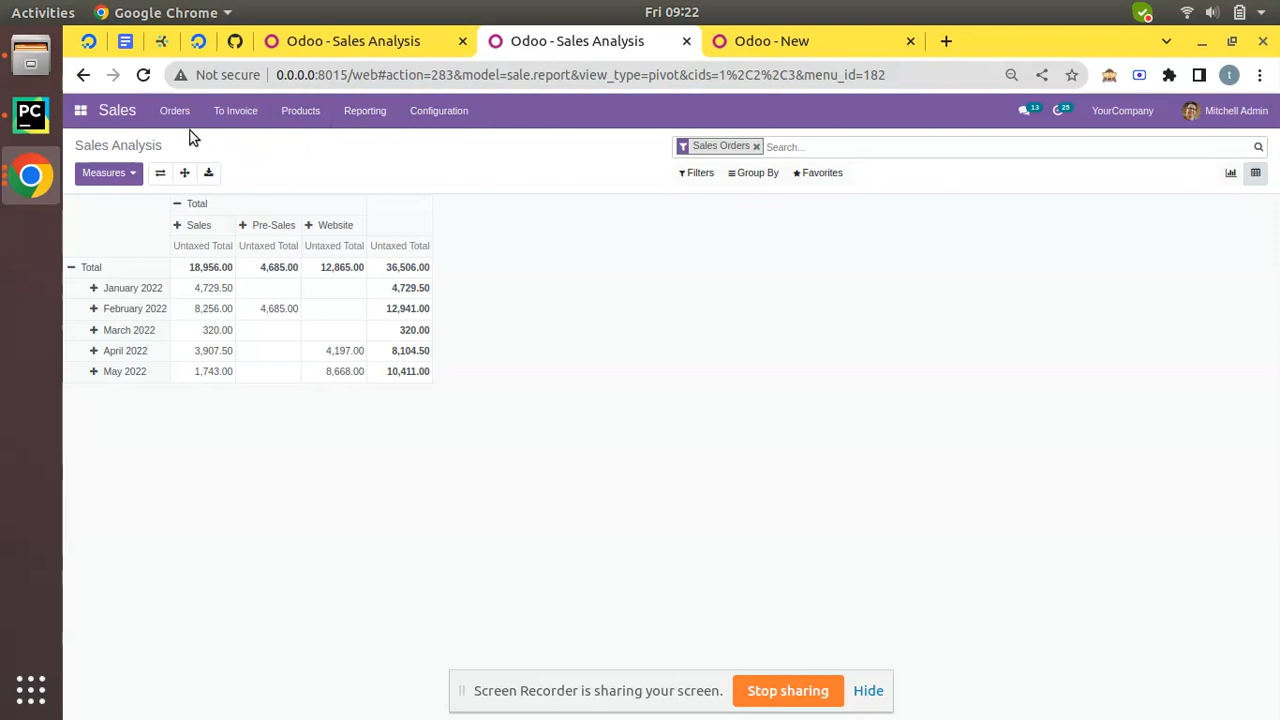 Activities Google Chrome Fri 09:22
Odoo - Sales Analysis Odoo - Sales Analysis Odoo - New
Not secure 0.0.0.0:8015/web#action=283&model=sale.report&view_type=pivot&cids=1%2C2%2C3&menu_id=182 t
Sales Orders To Invoice Products Reporting Configuration 13 25 YourCompany Mitchell Admin
Sales Analysis Sales Orders Search...
Measures Filters Group By Favorites
Total
Sales Pre-Sales Website
Untaxed Total Untaxed Total Untaxed Total Untaxed Total
Total 18,956.00 4,685.00 12,865.00 36,506.00
January 2022 4,729.50 4,729.50
February 2022 8,256.00 4,685.00 12,941.00
March 2022 320.00 320.00
April 2022 3,907.50 4,197.00 8,104.50
May 2022 1,743.00 8,668.00 10,411.00
Screen Recorder is sharing your screen. Stop sharing Hide
PC